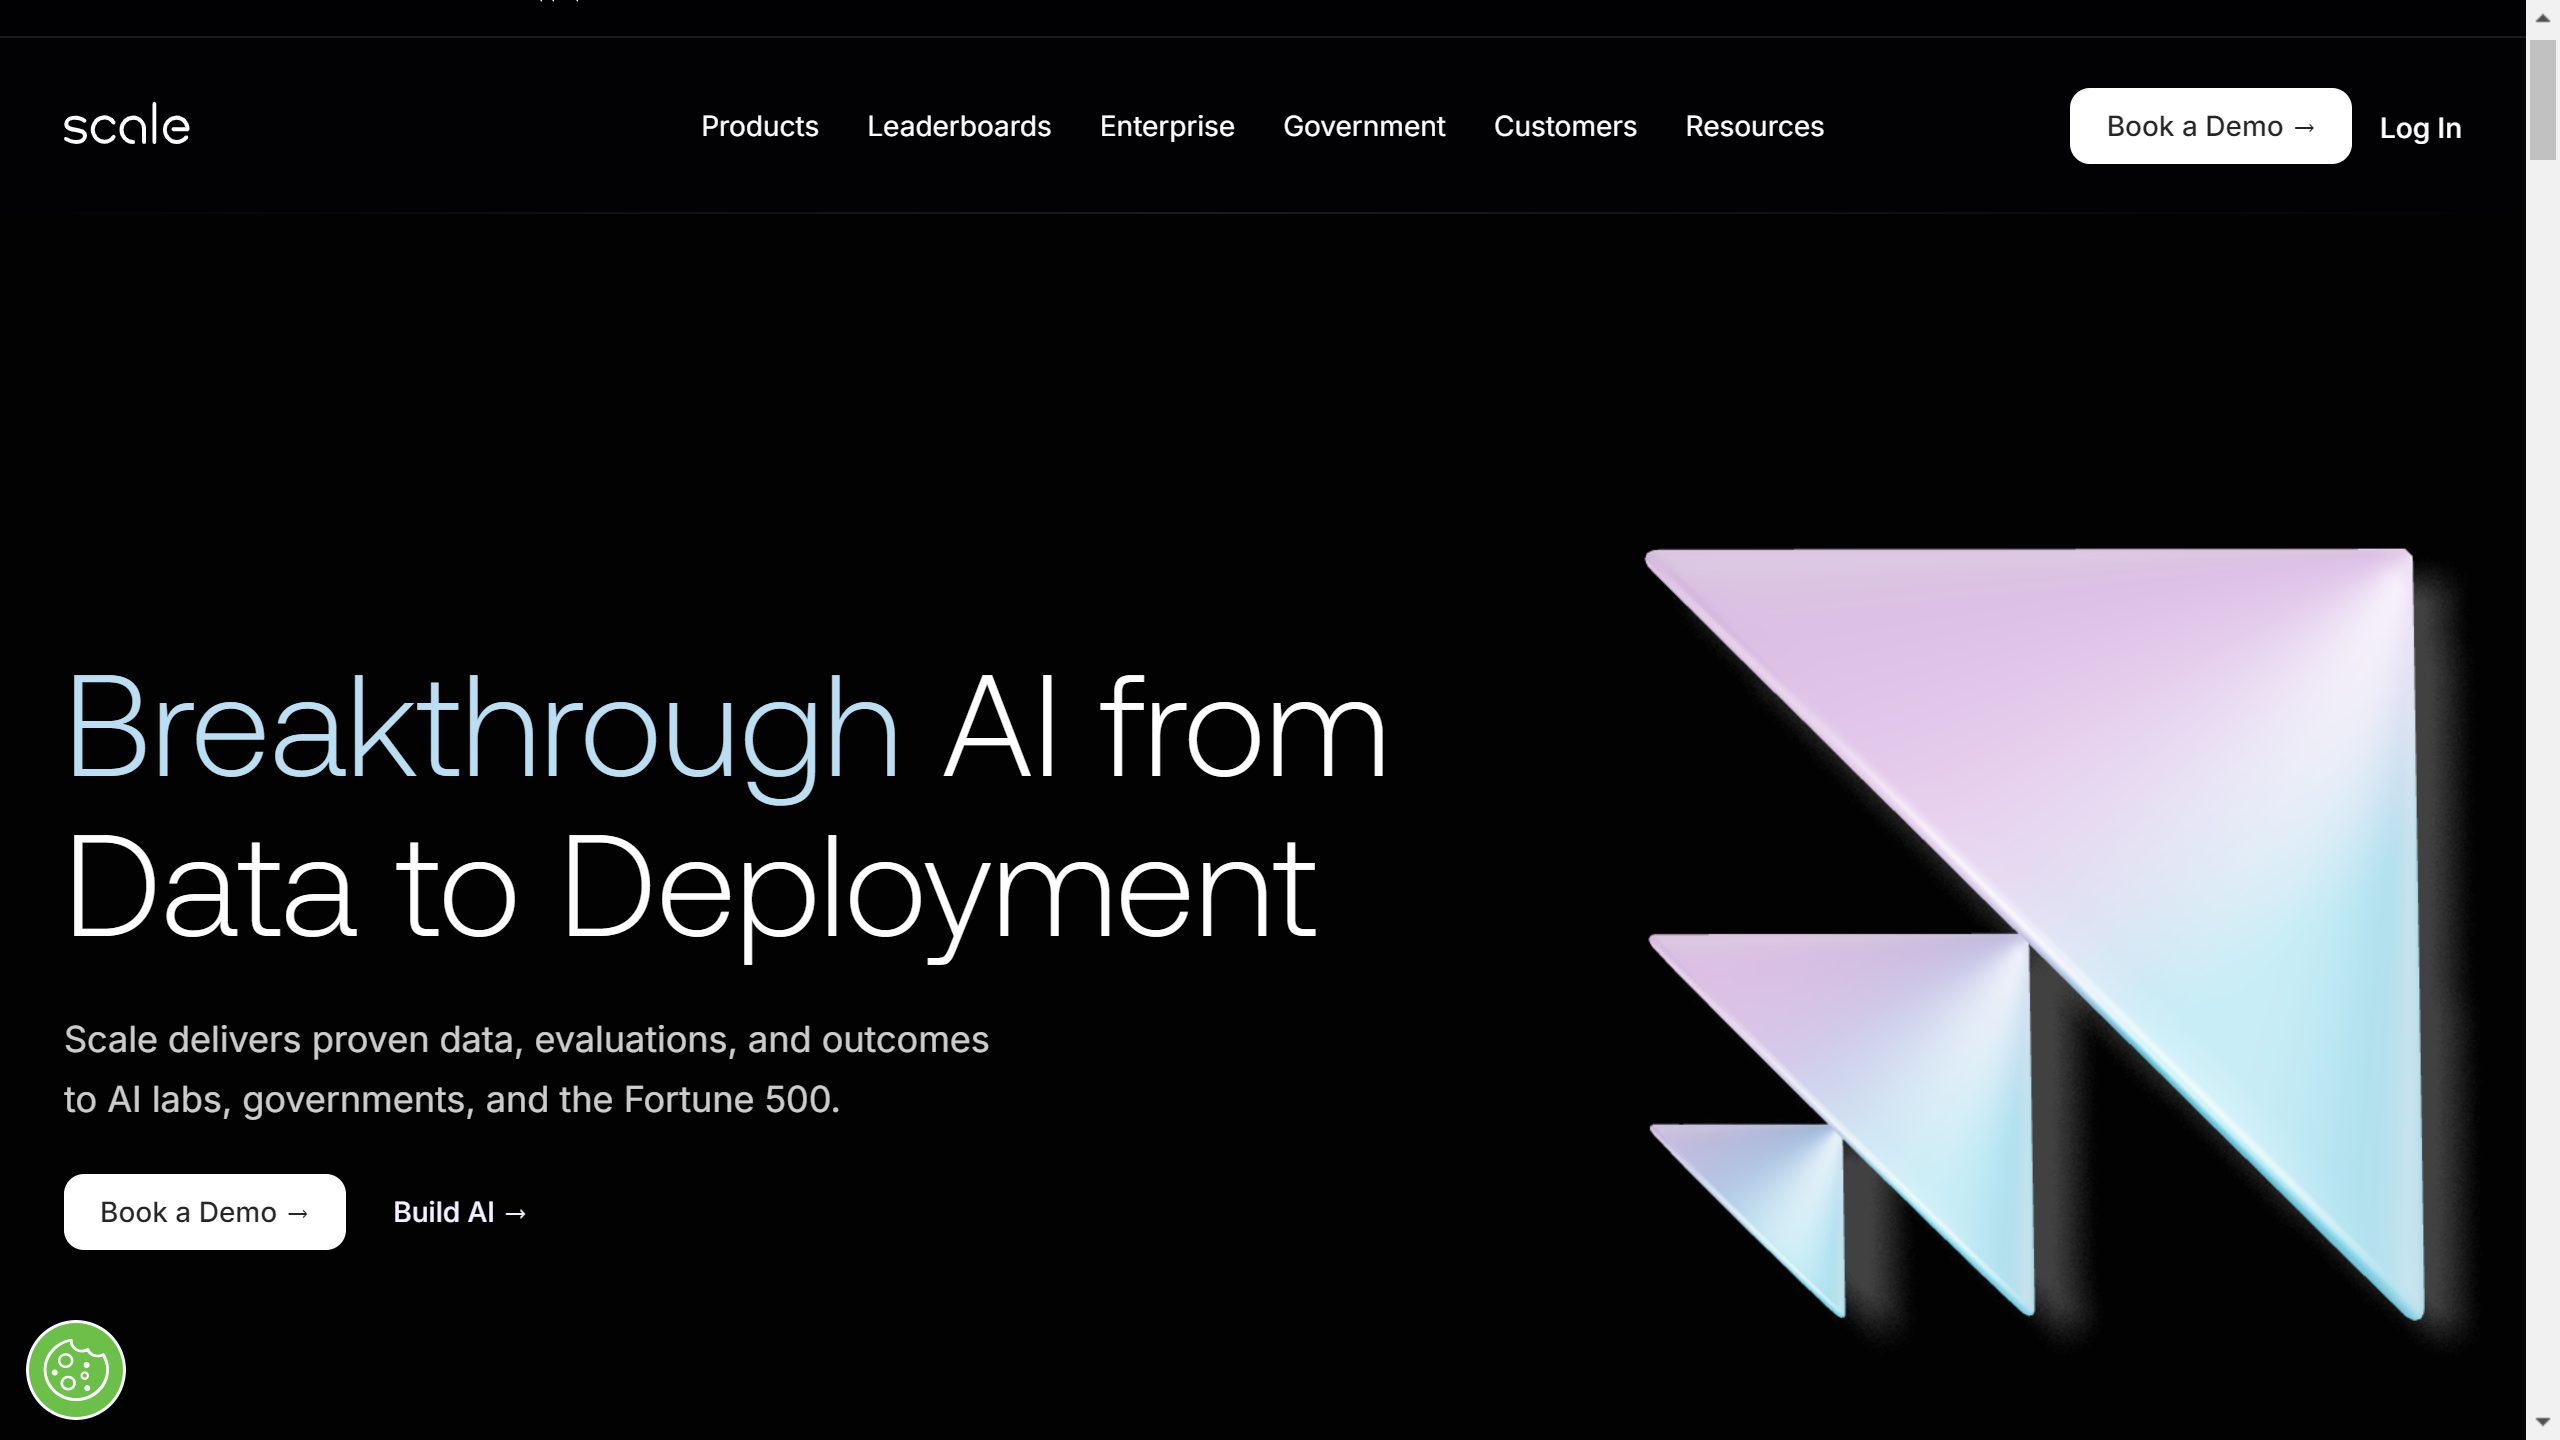 scale
Products
Leaderboards
Enterprise
Government
Customers
Resources
Book a Demo →
Log In
Breakthrough AI from
Data to Deployment
Scale delivers proven data, evaluations, and outcomes
to AI labs, governments, and the Fortune 500.
Book a Demo →
Build AI →